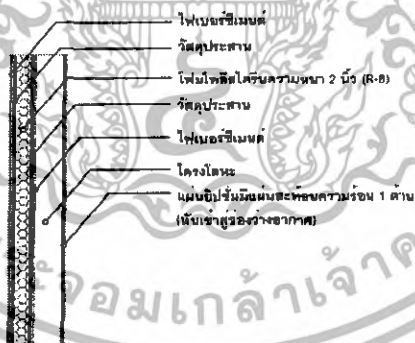 ไฟเบอร์ซีเมนต์
วัสดุประสาน
โฟมโพลีสไตรีนความหนา 2 นิ้ว (R-8)
วัสดุประสาน
ไฟเบอร์ซีเมนต์
โครงโลหะ
แผ่นยิปซั่มมีแผ่นสะท้อนความร้อน 1 ด้าน
(หันเข้าสู่ช่องว่างอากาศ)
จอมเกล้าเจ้าค